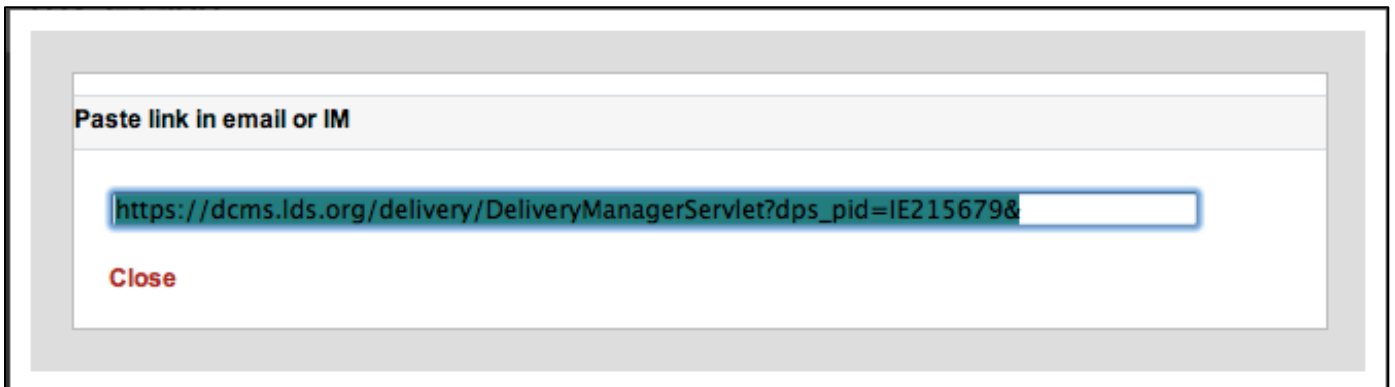 Paste link in email or IM
https://dcms.lds.org/delivery/DeliveryManagerServlet?dps_pid=IE215679&
Close